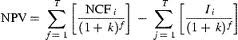 NPV = \sum_{j=1}^{T} \left[ \frac{NCF_i}{(1+k)^f} \right] - \sum_{j=1}^{T} \left[ \frac{I_i}{(1+k)^f} \right]